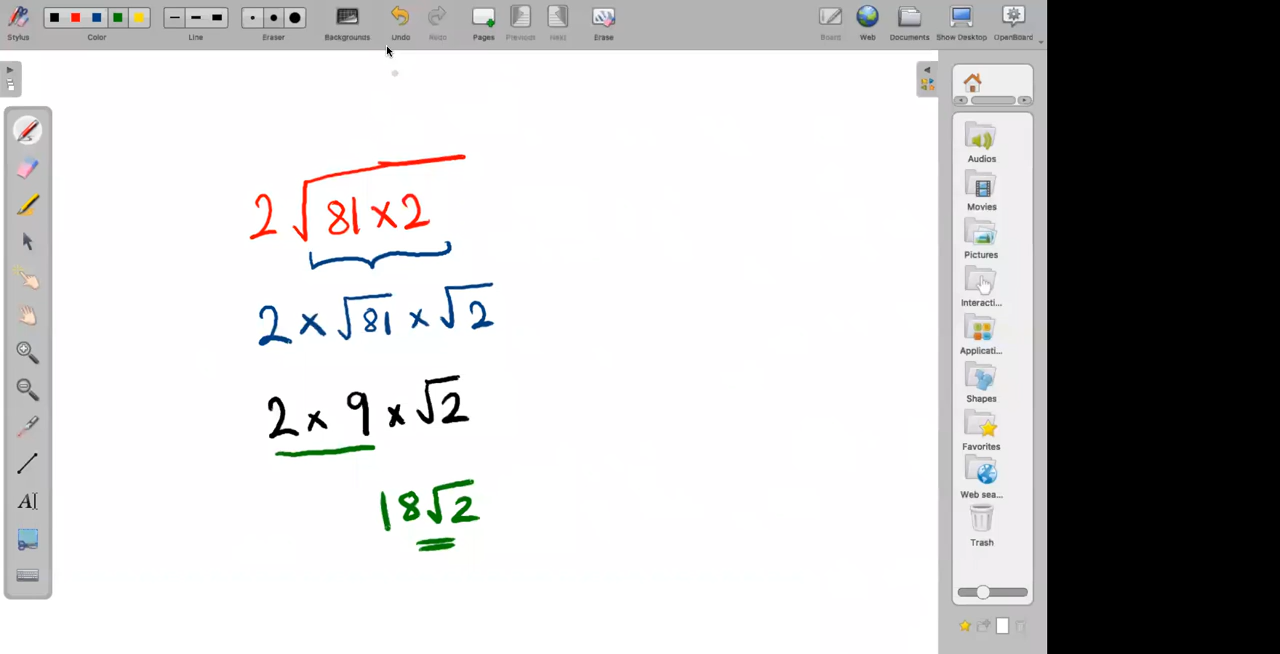 Stylus Color Line Eraser Backgrounds Undo Redo Pages Previous Next Erase Board Web Documents Show Desktop OpenBoard
2√81×2
2 × √81 × √2
2 × 9 × √2
18√2
Audios
Movies
Pictures
Interacti...
Applicati...
Shapes
Favorites
Web sea...
Trash
A